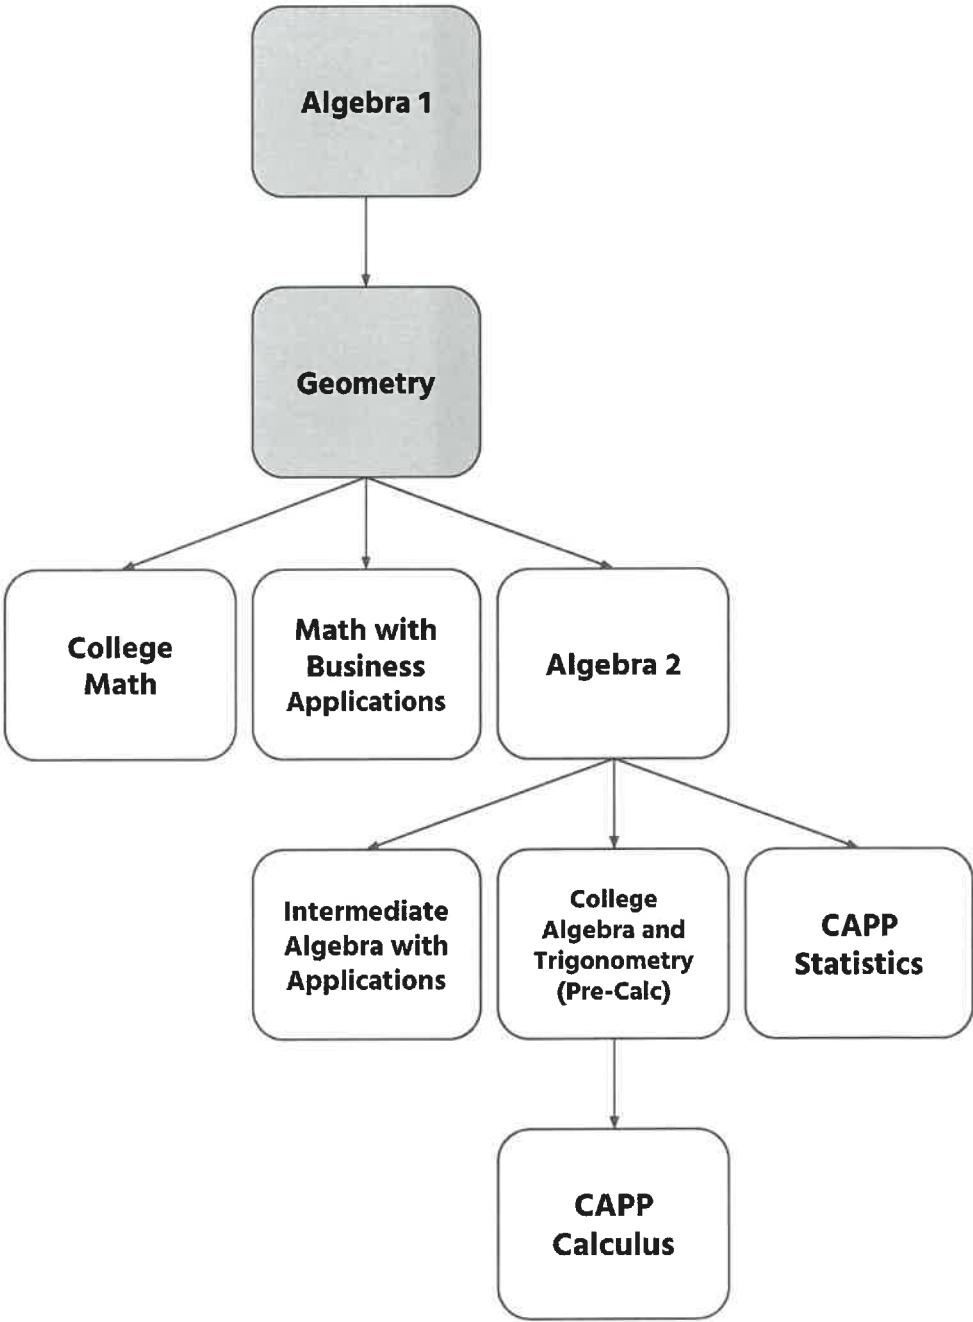 Algebra 1
Geometry
College
Math
Math with
Business
Applications
Algebra 2
Intermediate
Algebra with
Applications
College
Algebra and
Trigonometry
(Pre-Calc)
CAPP
Statistics
CAPP
Calculus